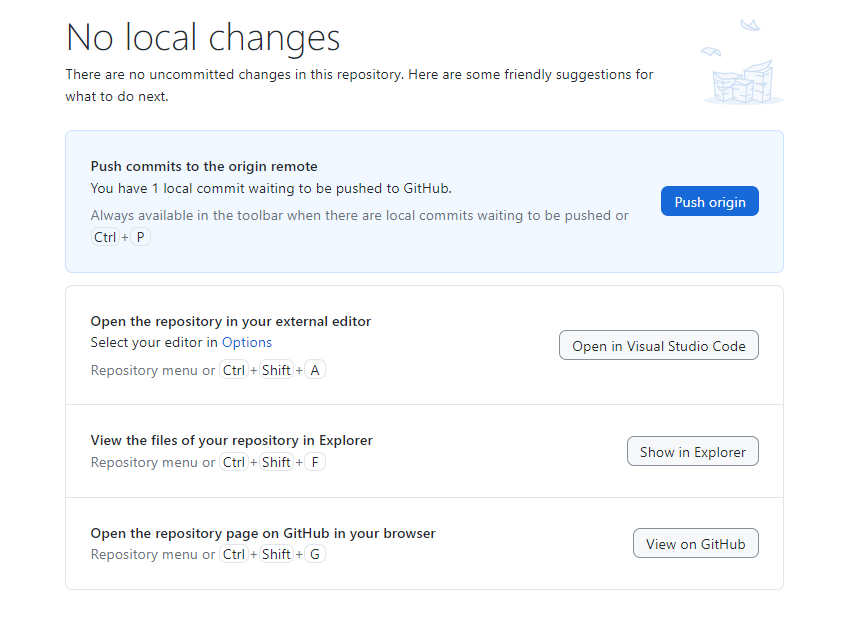 No local changes
There are no uncommitted changes in this repository. Here are some friendly suggestions for
what to do next.
Push commits to the origin remote
You have 1 local commit waiting to be pushed to GitHub.
Always available in the toolbar when there are local commits waiting to be pushed or
Ctrl + P
Push origin
Open the repository in your external editor
Select your editor in Options
Repository menu or Ctrl + Shift + A
Open in Visual Studio Code
View the files of your repository in Explorer
Repository menu or Ctrl + Shift + F
Show in Explorer
Open the repository page on GitHub in your browser
Repository menu or Ctrl + Shift + G
View on GitHub